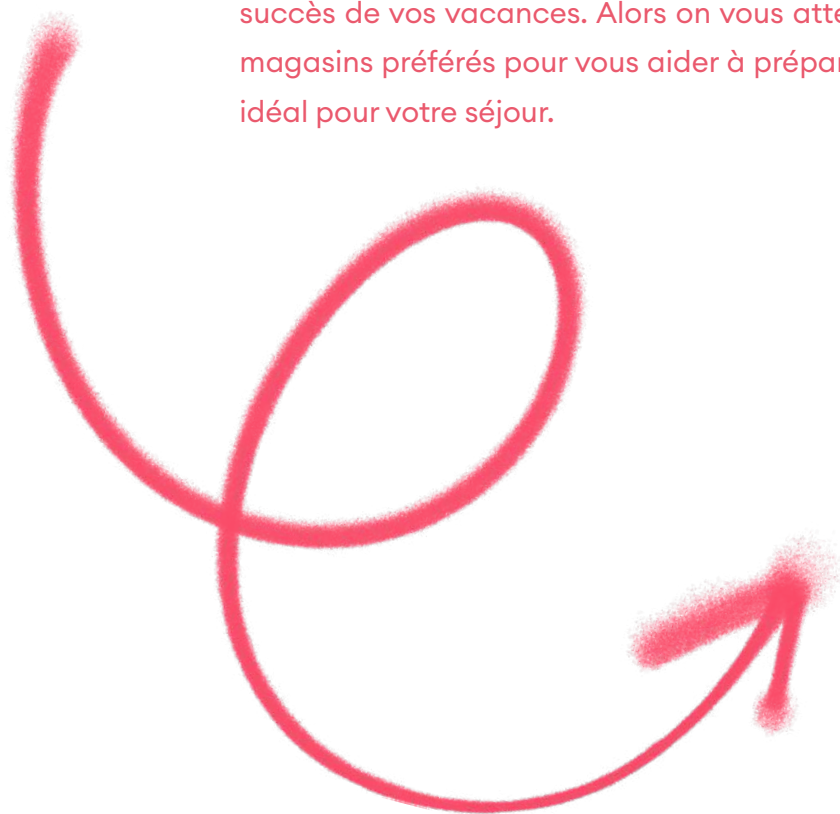 succès de vos vacances. Alors on vous atte
magasins préférés pour vous aider à prépar
idéal pour votre séjour.